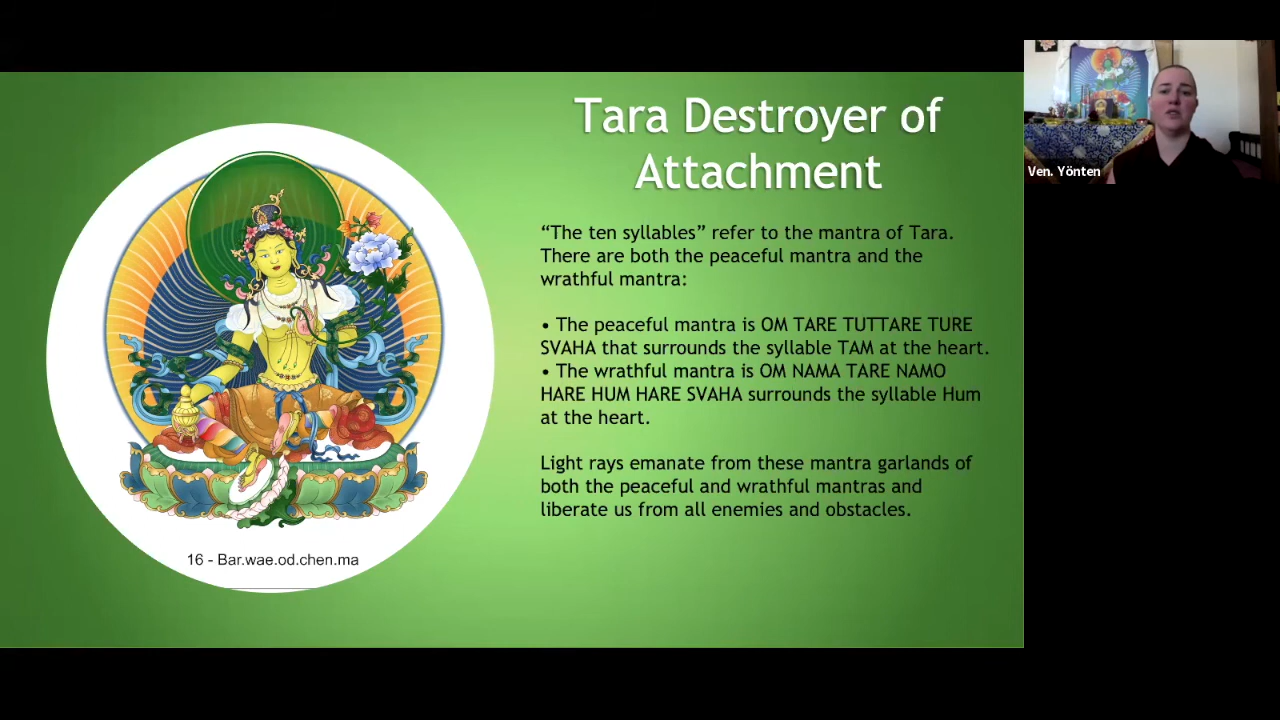 Tara Destroyer of
Attachment
“The ten syllables” refer to the mantra of Tara.
There are both the peaceful mantra and the
wrathful mantra:
• The peaceful mantra is OM TARE TUTTARE TURE
SVAHA that surrounds the syllable TAM at the heart.
• The wrathful mantra is OM NAMA TARE NAMO
HARE HUM HARE SVAHA surrounds the syllable Hum
at the heart.
Light rays emanate from these mantra garlands of
both the peaceful and wrathful mantras and
liberate us from all enemies and obstacles.
16 - Bar.wae.od.chen.ma
Ven. Yönten